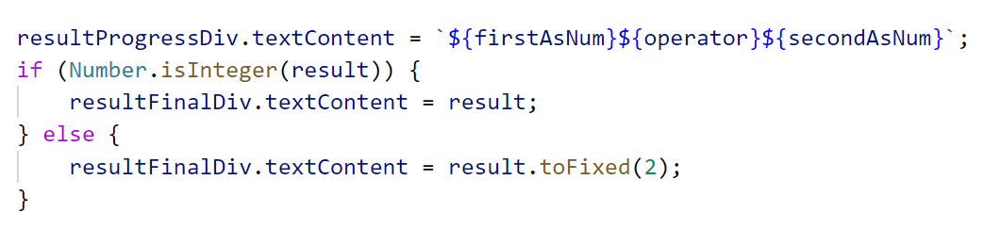 resultProgressDiv.textContent = `${firstAsNum}${operator}${secondAsNum}`;
if (Number.isInteger(result)) {
    resultFinalDiv.textContent = result;
} else {
    resultFinalDiv.textContent = result.toFixed(2);
}